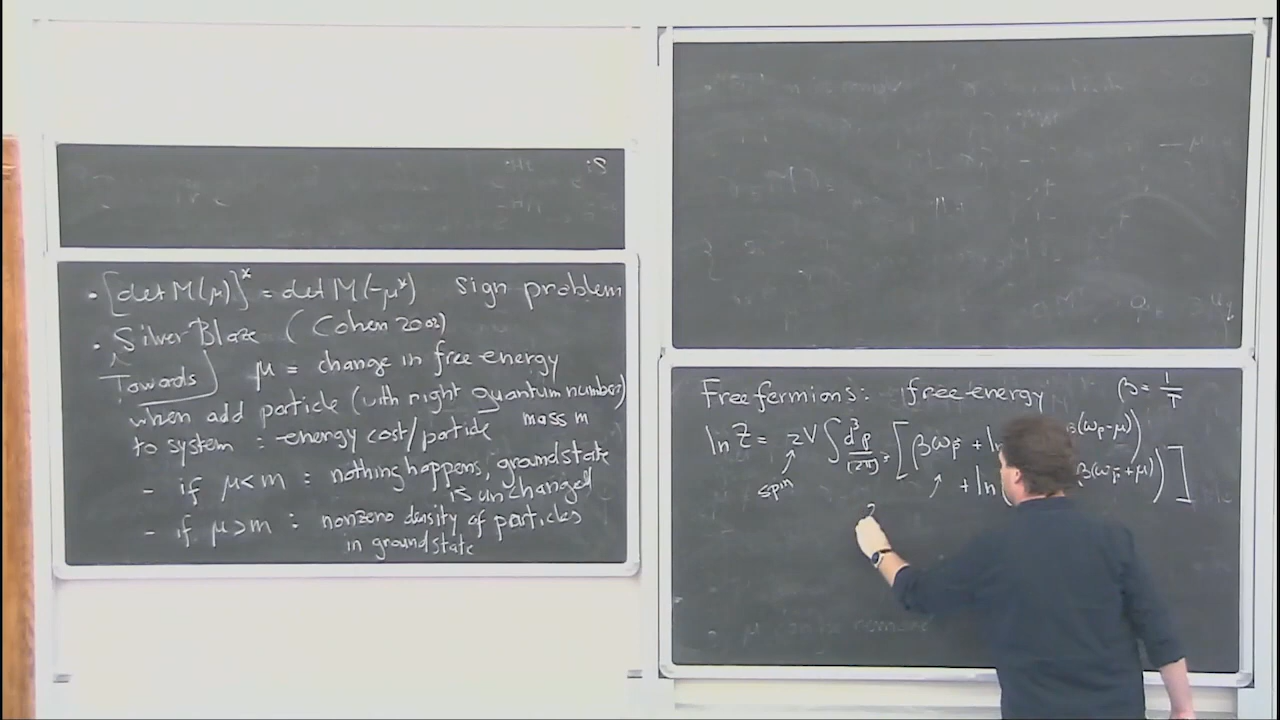 • [det M(μ)]* = det M(-μ*) sign problem
• Silver Blaze (Cohen 2002)
Towards
μ = change in free energy
when add particle (with right quantum number)
to system : energy cost/particle mass m
- if μ<m : nothing happens, groundstate
is unchanged
- if μ>m : nonzero density of particles
in groundstate
Free fermions: free energy β = 1/T
ln Z = 2V ∫ d³p/(2π)³ [βω_p + ln β(ω_p-μ))
spin + ln β(ω_p+μ))]